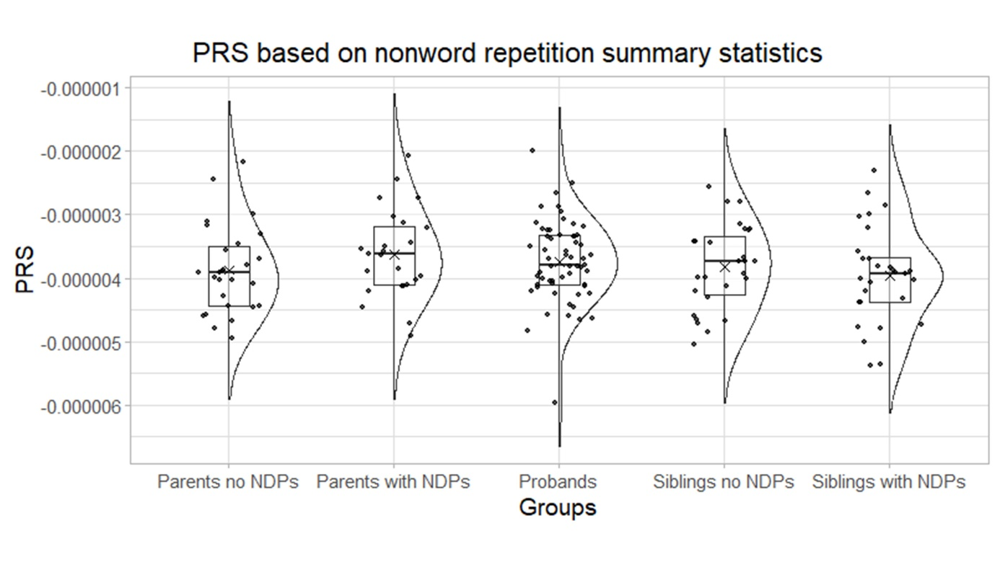 PRS based on nonword repetition summary statistics
-0.000001
-0.000002
-0.000003
-0.000004
-0.000005
-0.000006
PRS
Parents no NDPs
Parents with NDPs
Probands
Siblings no NDPs
Siblings with NDPs
Groups